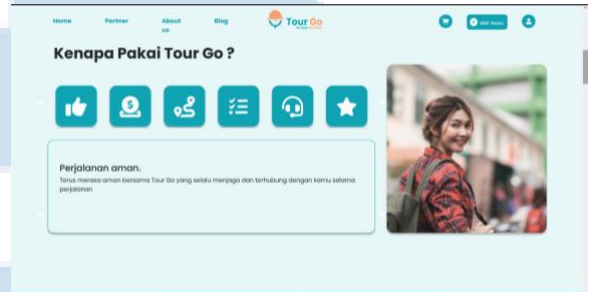 Home Partner About Blog Tour Go
us
Kenapa Pakai Tour Go ?
Perjalanan aman.
Terus merasa aman bersama Tour Go yang selalu menjaga dan terhubung dengan kamu selama
perjalanan